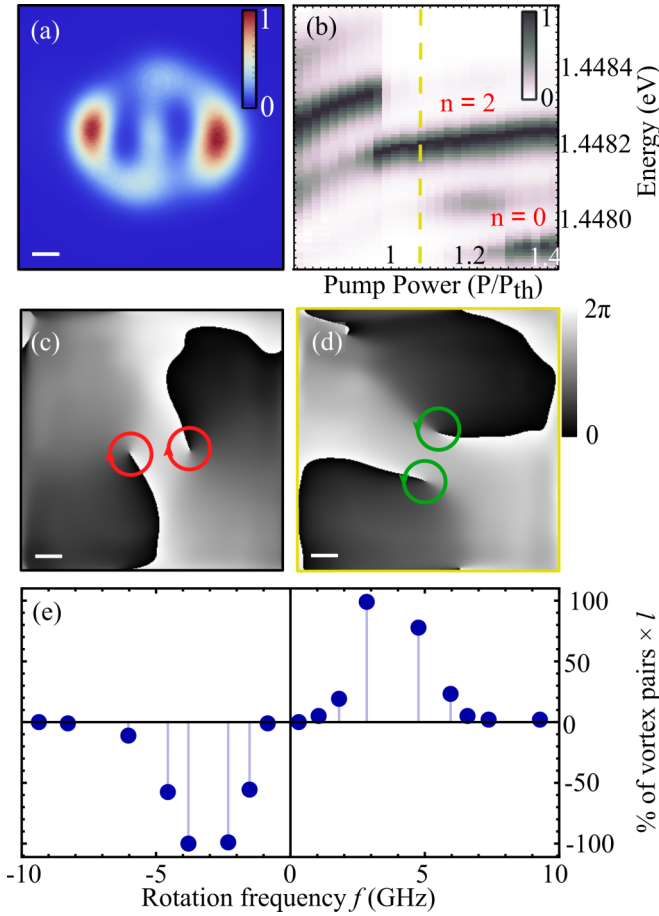 (a)
1
0
(b)
1
0
n = 2
n = 0
1.4484
1.4482
1.4480
Energy (eV)
1
1.2
1.4
Pump Power (P/Pth)
(c)
(d)
2π
0
(e)
100
50
0
-50
-100
% of vortex pairs × l
-10
-5
0
5
10
Rotation frequency f (GHz)